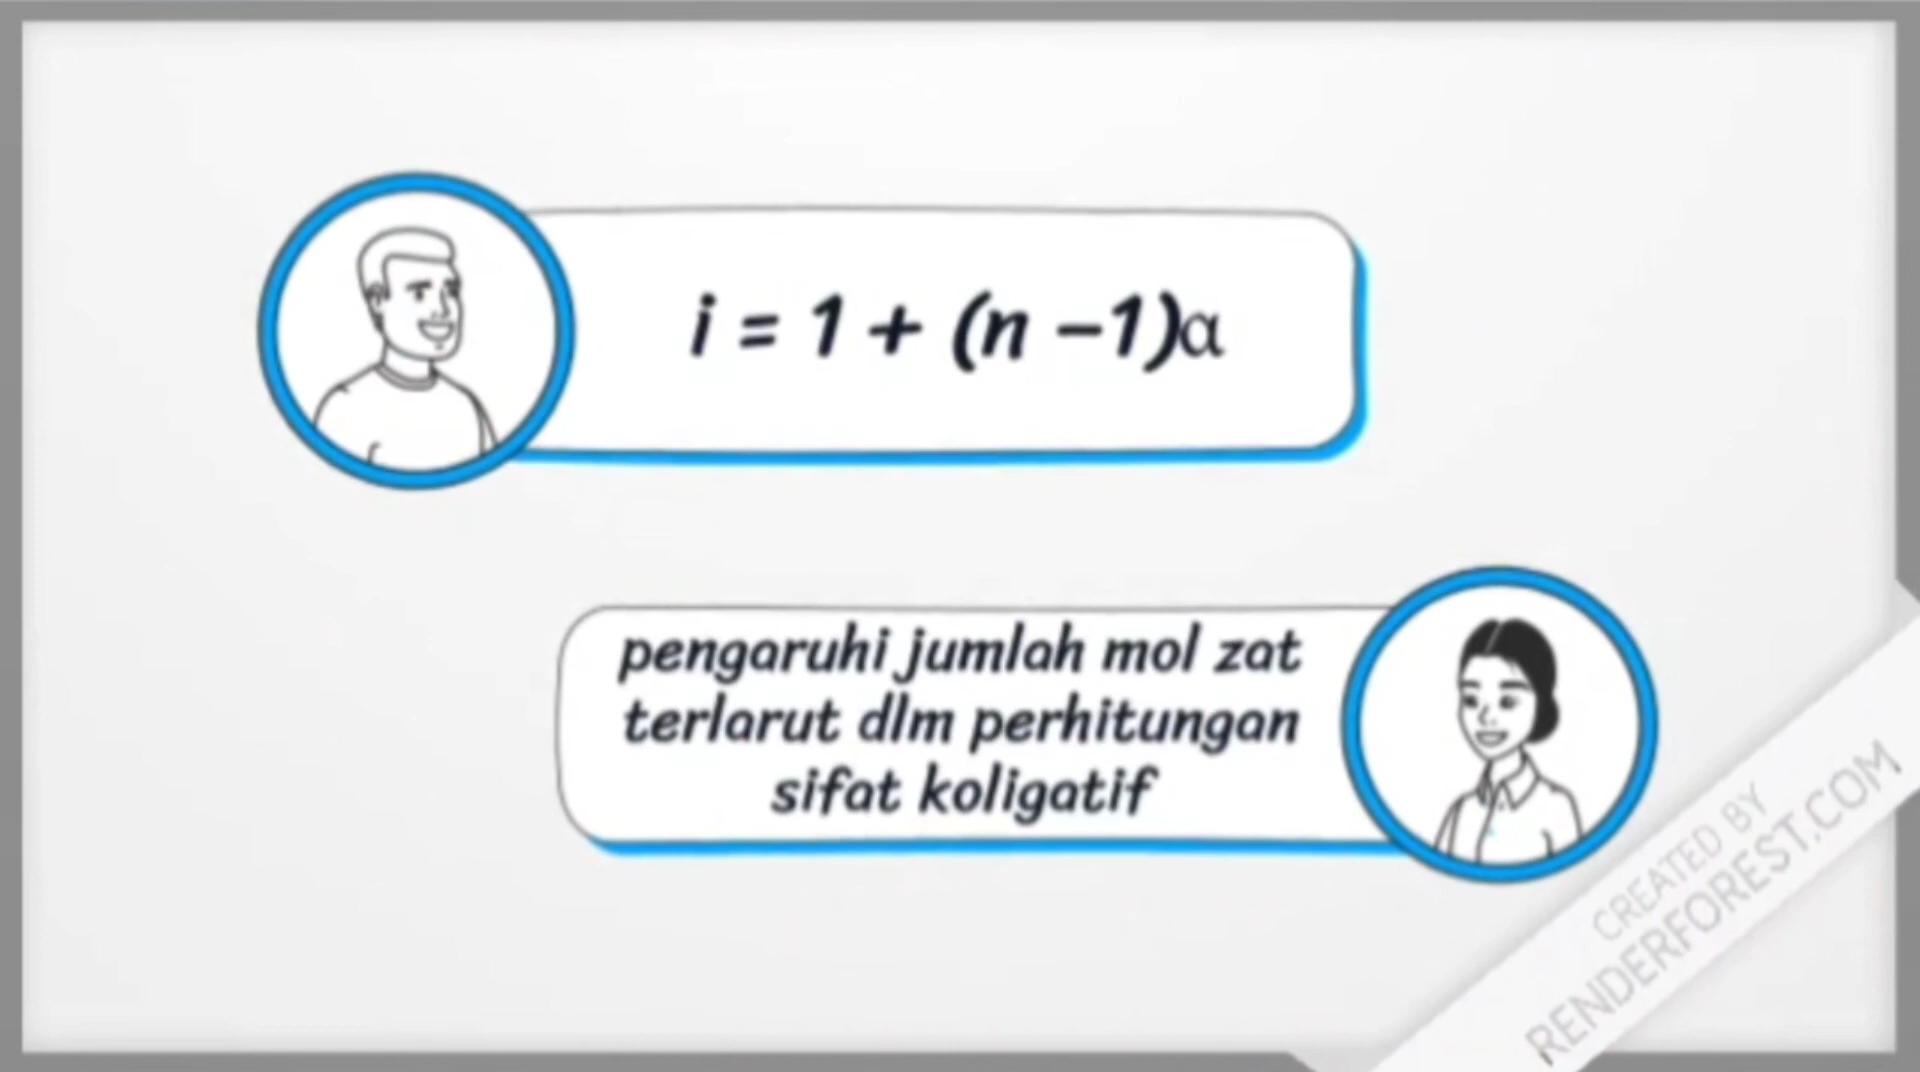 i = 1 + (n –1)α
pengaruhi jumlah mol zat
terlarut dlm perhitungan
sifat koligatif
CREATED BY
RENDERFOREST.COM